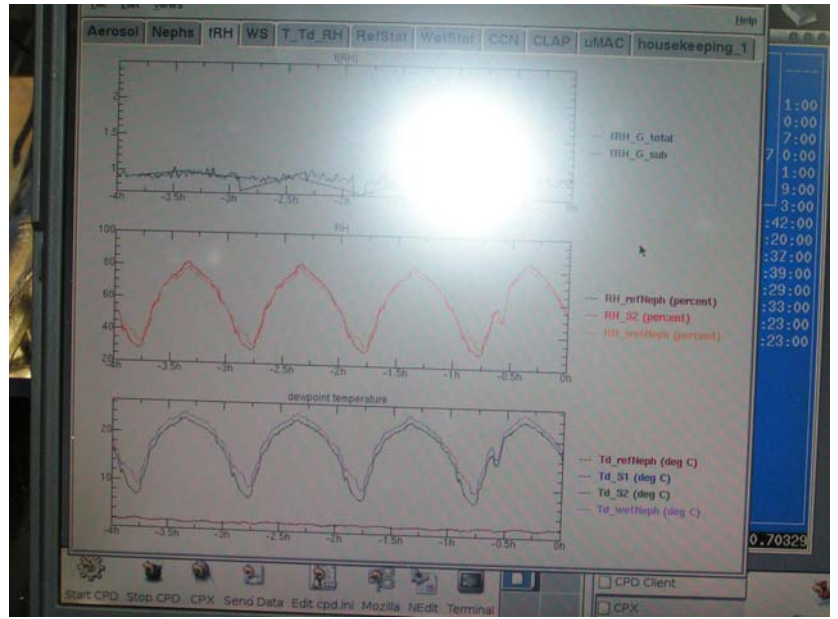 Help
Aerosol Nephs fRH WS T_Td_RH RefStat WetStat CCN CLAP uMAC housekeeping_1
f(RH)
2
1.5
1
-4h -3.5h -3h -2.5h 0h
fRH_G_total
fRH_G_sub
RH
100
80
60
40
20
-4h -3.5h -3h -2.5h -2h -1.5h -1h -0.5h 0h
RH_refNeph (percent)
RH_S2 (percent)
RH_wetNeph (percent)
dewpoint temperature
20
10
-4h -3.5h -3h -2.5h -2h -1.5h -1h -0.5h 0h
Td_refNeph (deg C)
Td_S1 (deg C)
Td_S2 (deg C)
Td_wetNeph (deg C)
1:00
0:00
7:00
7 0:00
1:00
9:00
3:00
:42:00
:20:00
:37:00
:39:00
:29:00
:33:00
:23:00
:23:00
0.70329
Start CPD Stop CPD CPX Send Data Edit cpd.ini Mozilla NEdit Terminal
CPD Client
CPX